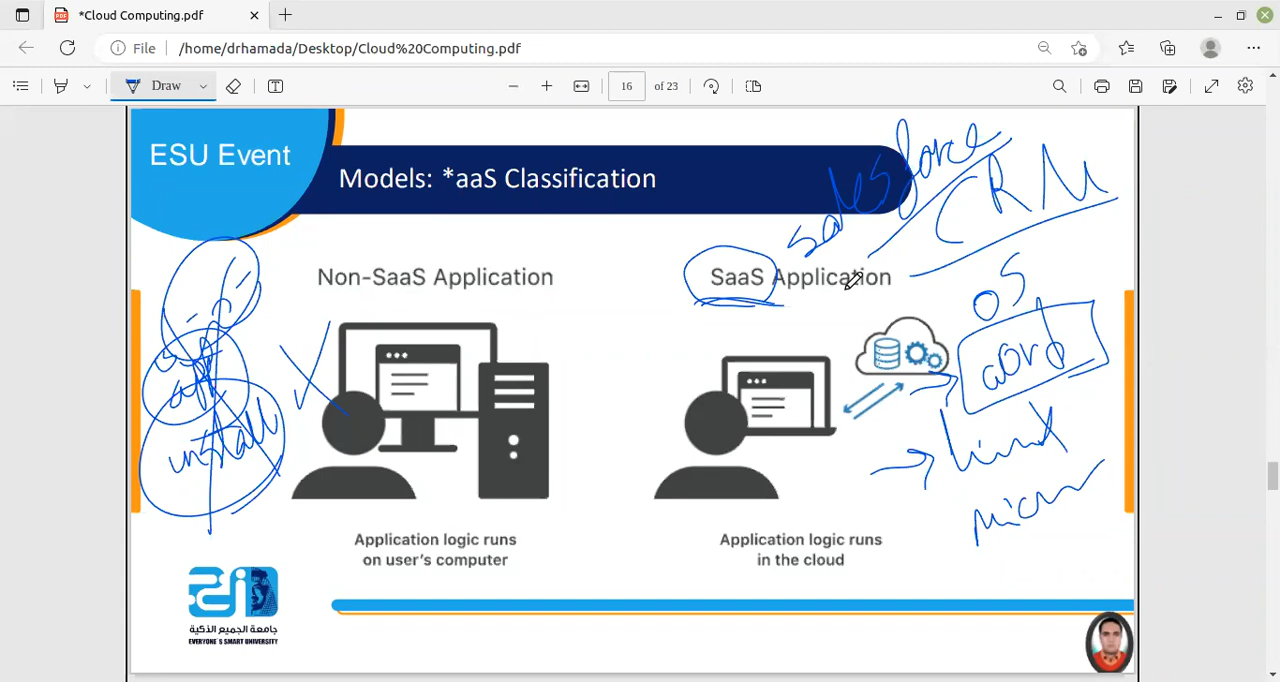 *Cloud Computing.pdf
File
/home/drhamada/Desktop/Cloud%20Computing.pdf
Draw
16 of 23
ESU Event
Models: *aaS Classification
salesforce
CRM
Non-SaaS Application
SaaS Application
OS
word
app
install
linux
Application logic runs
on user's computer
Application logic runs
in the cloud
جامعة الجميع الذكية
EVERYONE`S SMART UNIVERSITY